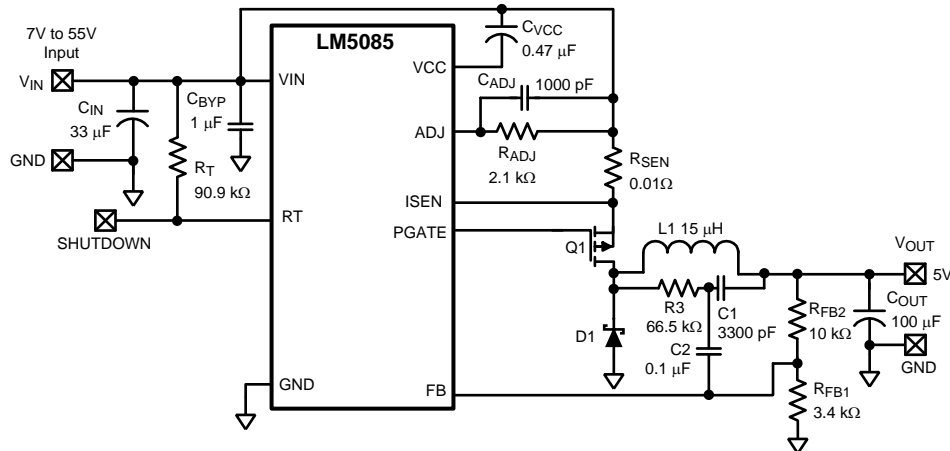 7V to 55V
Input
VIN
CIN
33 μF
GND
SHUTDOWN
RT
90.9 kΩ
CBYP
1 μF
LM5085
VIN
RT
GND
VCC
ADJ
ISEN
PGATE
FB
CVCC
0.47 μF
CADJ
1000 pF
RADJ
2.1 kΩ
RSEN
0.01Ω
Q1
L1 15 μH
R3
66.5 kΩ
C1
3300 pF
C2
0.1 μF
D1
VOUT
5V
RFB2
10 kΩ
COUT
100 μF
GND
RFB1
3.4 kΩ